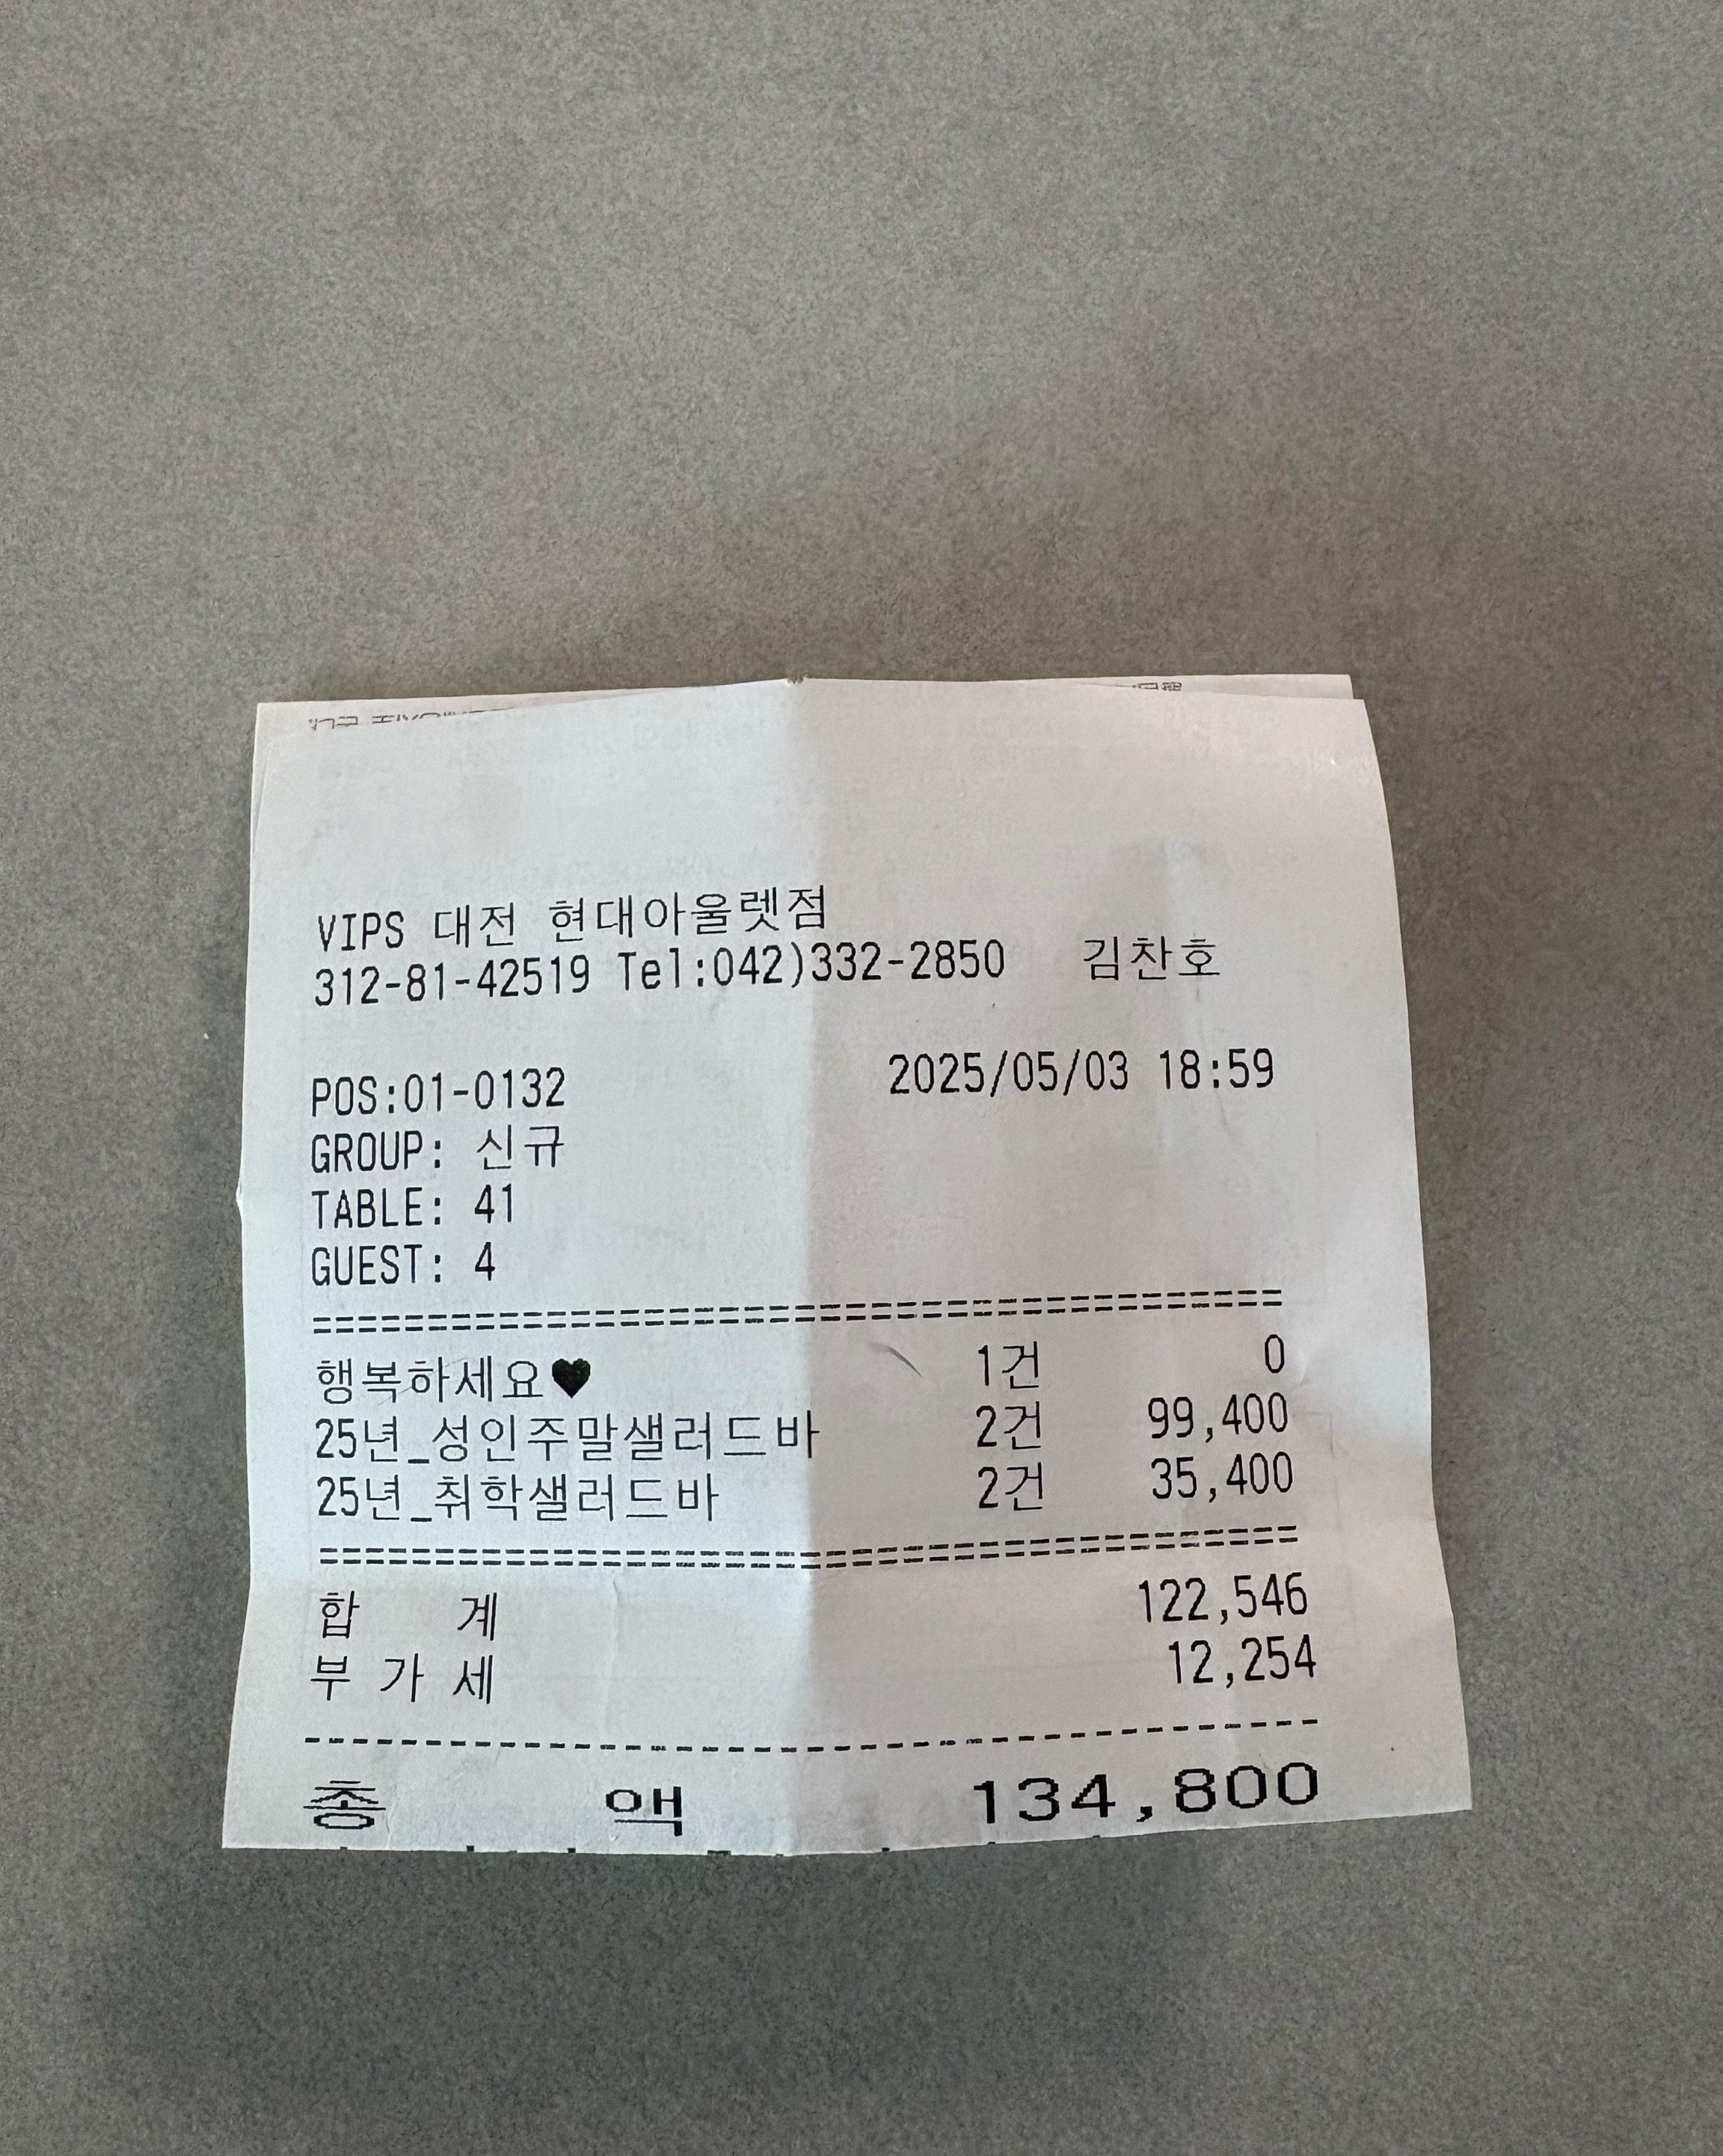 VIPS 대전 현대아울렛점
312-81-42519 Tel:042)332-2850 김찬호
POS:01-0132 2025/05/03 18:59
GROUP: 신규
TABLE: 41
GUEST: 4
==========================================
행복하세요♥ 1건 0
25년_성인주말샐러드바 2건 99,400
25년_취학샐러드바 2건 35,400
==========================================
합 계 122,546
부 가 세 12,254
------------------------------------------
총 액 134,800